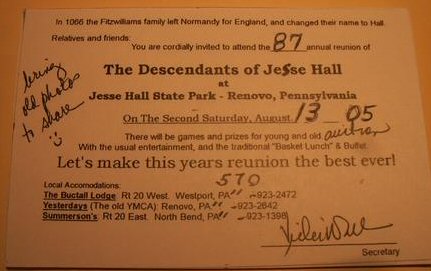 In 1066 the Fitzwilliams family left Normandy for England, and changed their name to Hall.
Relatives and friends:
You are cordially invited to attend the 87 annual reunion of
The Descendants of Jesse Hall
at
Jesse Hall State Park - Renovo, Pennsylvania
On The Second Saturday, August, 13 05
bring
old photos
to share
There will be games and prizes for young and old, auction
With the usual entertainment, and the traditional "Basket Lunch" & Buffet.
Let's make this years reunion the best ever!
570
Local Accomodations:
The Bucktail Lodge Rt 20 West. Westport, PA " -923-2472
Yesterdays (The old YMCA): Renovo, PA " -923-2642
Summerson's: Rt 20 East. North Bend, PA " -923-1398
Secretary